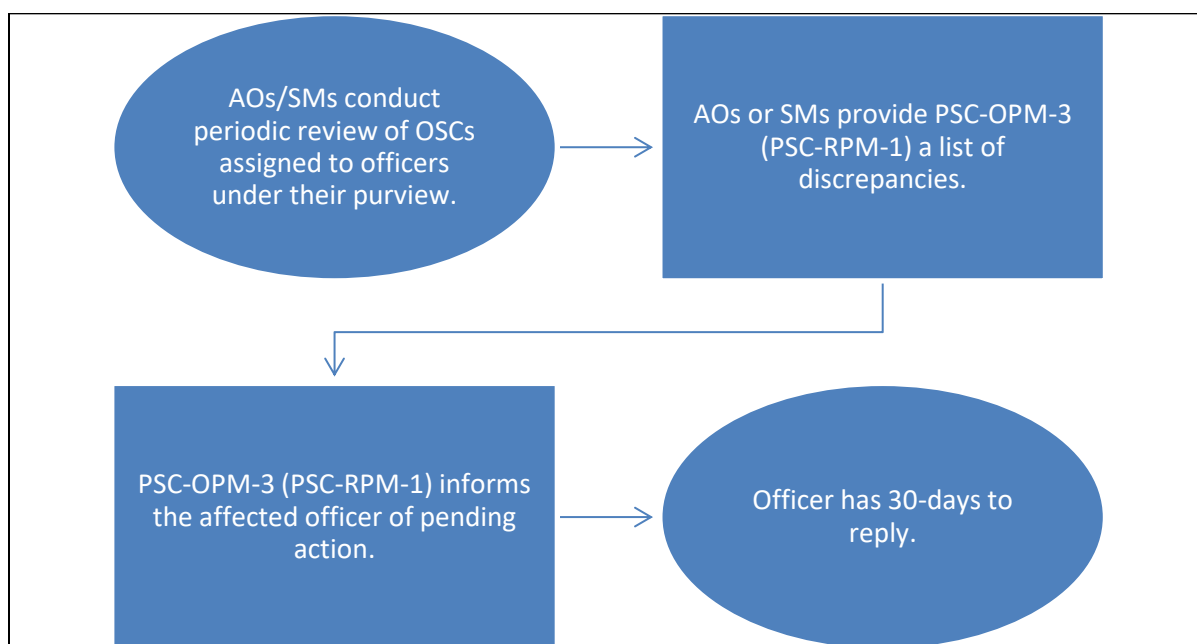 AOs/SMs conduct
periodic review of OSCs
assigned to officers
under their purview.
AOs or SMs provide PSC-OPM-3
(PSC-RPM-1) a list of
discrepancies.
PSC-OPM-3 (PSC-RPM-1) informs
the affected officer of pending
action.
Officer has 30-days to
reply.